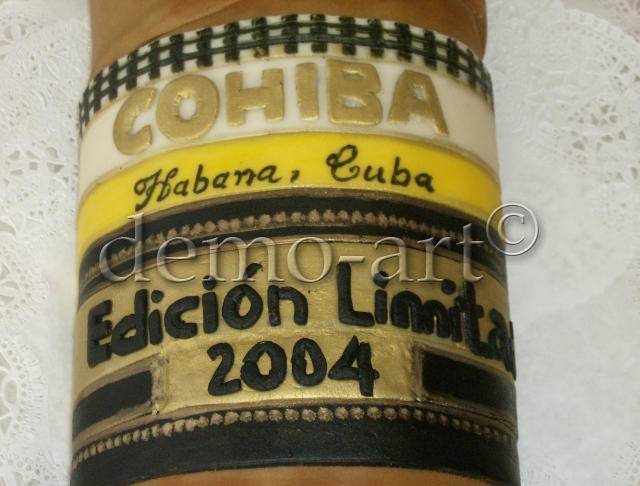 COHIBA
Habana, Cuba
demo-art©
Edición Limita
2004